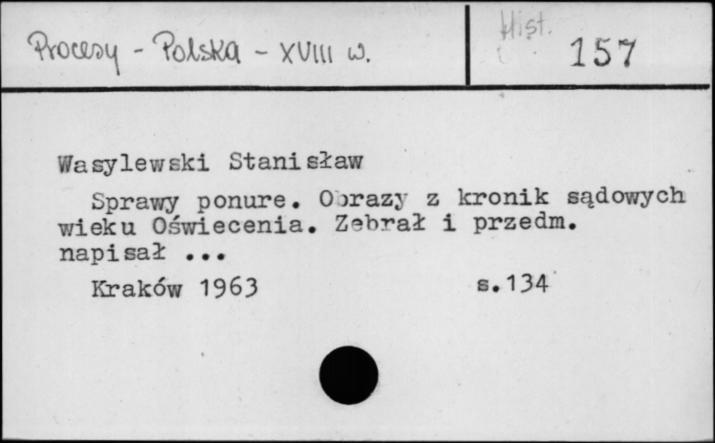 Procesy - Polska - XVIII w.
Hist.
157
Wasylewski Stanisław
Sprawy ponure. Obrazy z kronik sądowych
wieku Oświecenia. Zebrał i przedm.
napisał ...
Kraków 1963 s.134